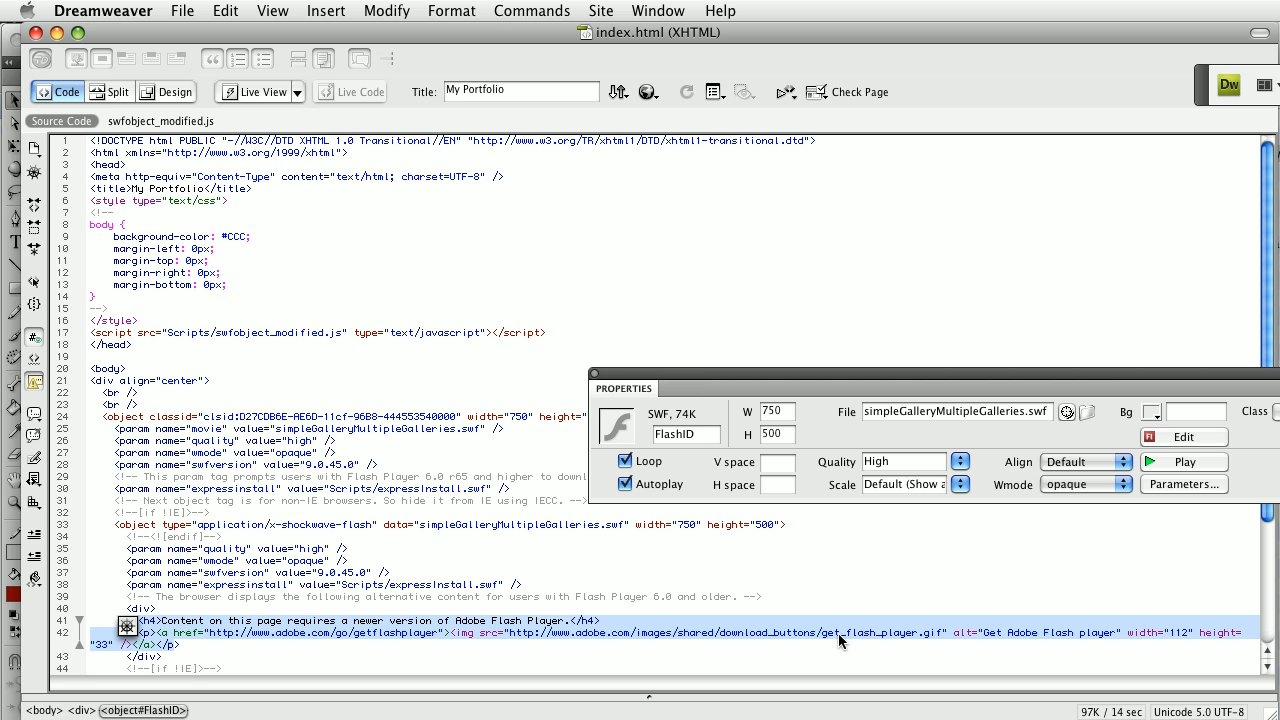 Dreamweaver File Edit View Insert Modify Format Commands Site Window Help
index.html (XHTML)
Code Split Design Live View Live Code Title: My Portfolio Check Page
Dw
Source Code swfobject_modified.js
1 <!DOCTYPE html PUBLIC "-//W3C//DTD XHTML 1.0 Transitional//EN" "http://www.w3.org/TR/xhtml1/DTD/xhtml1-transitional.dtd">
2 <html xmlns="http://www.w3.org/1999/xhtml">
3 <head>
4 <meta http-equiv="Content-Type" content="text/html; charset=UTF-8" />
5 <title>My Portfolio</title>
6 <style type="text/css">
7 <!--
8 body {
9 background-color: #CCC;
10 margin-left: 0px;
11 margin-top: 0px;
12 margin-right: 0px;
13 margin-bottom: 0px;
14 }
15 -->
16 </style>
17 <script src="Scripts/swfobject_modified.js" type="text/javascript"></script>
18 </head>
19
20 <body>
21 <div align="center">
22 <br />
23 <br />
24 <object classid="clsid:D27CDB6E-AE6D-11cf-96B8-444553540000" width="750" height=
25 <param name="movie" value="simpleGalleryMultipleGalleries.swf" />
26 <param name="quality" value="high" />
27 <param name="wmode" value="opaque" />
28 <param name="swfversion" value="9.0.45.0" />
29 <!-- This param tag prompts users with Flash Player 6.0 r65 and higher to downl
30 <param name="expressinstall" value="Scripts/expressInstall.swf" />
31 <!-- Next object tag is for non-IE browsers. So hide it from IE using IECC. -->
32 <!--[if !IE]>-->
33 <object type="application/x-shockwave-flash" data="simpleGalleryMultipleGalleries.swf" width="750" height="500">
34 <!--<![endif]-->
35 <param name="quality" value="high" />
36 <param name="wmode" value="opaque" />
37 <param name="swfversion" value="9.0.45.0" />
38 <param name="expressinstall" value="Scripts/expressInstall.swf" />
39 <!-- The browser displays the following alternative content for users with Flash Player 6.0 and older. -->
40 <div>
41 <h4>Content on this page requires a newer version of Adobe Flash Player.</h4>
42 <p><a href="http://www.adobe.com/go/getflashplayer"><img src="http://www.adobe.com/images/shared/download_buttons/get_flash_player.gif" alt="Get Adobe Flash player" width="112" height=
"33" /></a></p>
43 </div>
44 <!--[if !IE]>-->
PROPERTIES
SWF, 74K W 750 File simpleGalleryMultipleGalleries.swf Bg Class
FlashID H 500 Edit
Loop V space Quality High Align Default Play
Autoplay H space Scale Default (Show a Wmode opaque Parameters...
<body> <div> <object#FlashID> 97K / 14 sec Unicode 5.0 UTF-8